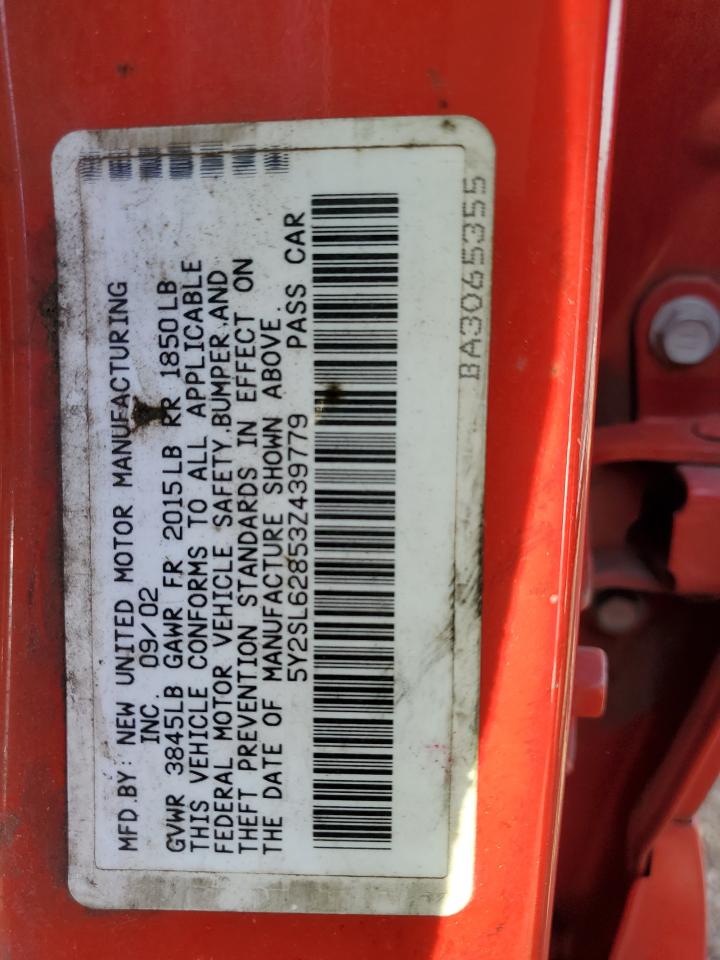 MFD.BY: NEW UNITED MOTOR MANUFACTURING
INC. 09/02
GVWR 3845LB GAWR FR 2015LB RR 1850LB
THIS VEHICLE CONFORMS TO ALL APPLICABLE
FEDERAL MOTOR VEHICLE SAFETY,BUMPER,AND
THEFT PREVENTION STANDARDS IN EFFECT ON
THE DATE OF MANUFACTURE SHOWN ABOVE.
5Y2SL62853Z439779 PASS CAR
BA3065355